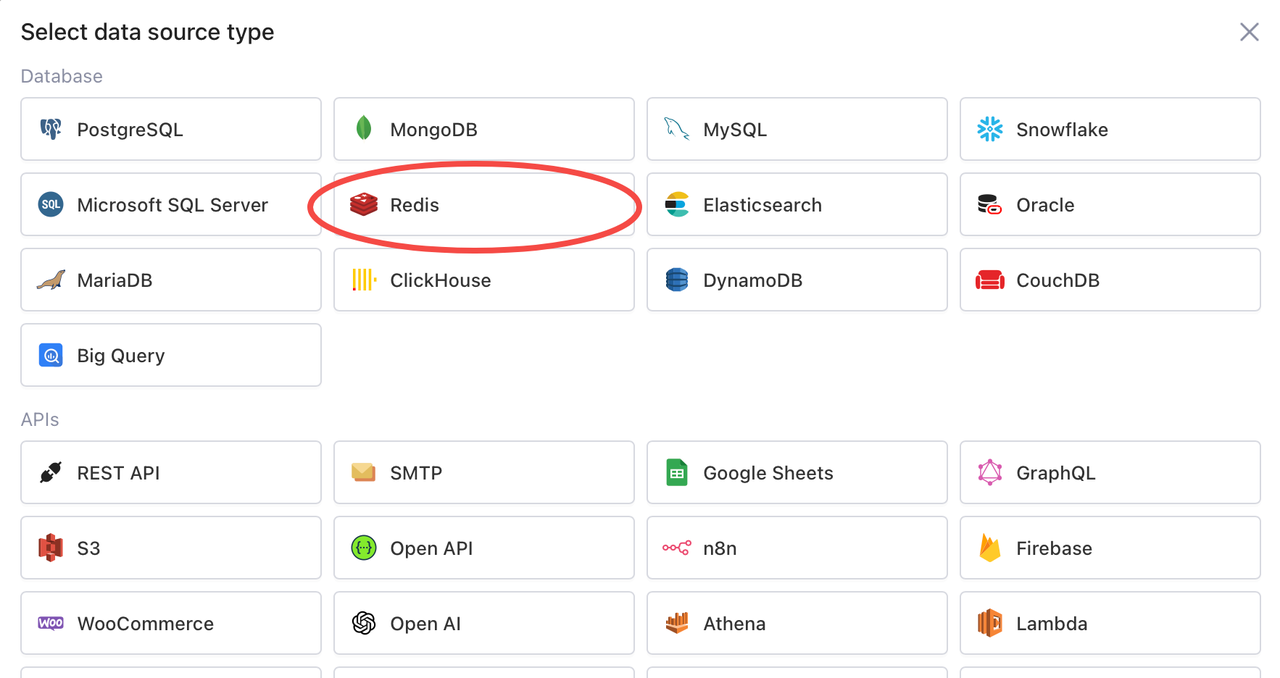 Select data source type
Database
PostgreSQL
MongoDB
MySQL
Snowflake
SQL
Microsoft SQL Server
Redis
Elasticsearch
Oracle
MariaDB
ClickHouse
DynamoDB
CouchDB
Big Query
APIs
REST API
SMTP
Google Sheets
GraphQL
S3
{··}
Open API
n8n
Firebase
WOO
WooCommerce
Open AI
Athena
Lambda